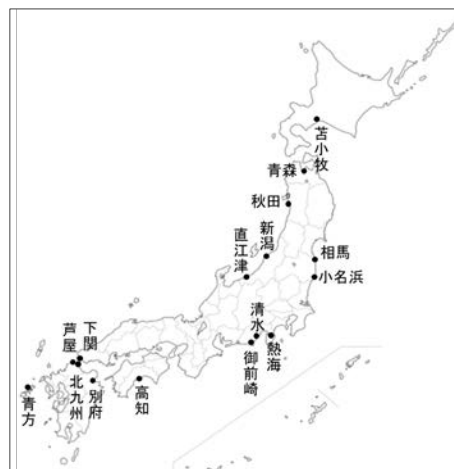 苫小牧
青森
秋田
新潟
直江津
相馬
小名浜
清水
熱海
御前崎
下関
芦屋
北九州
別府
高知
青方